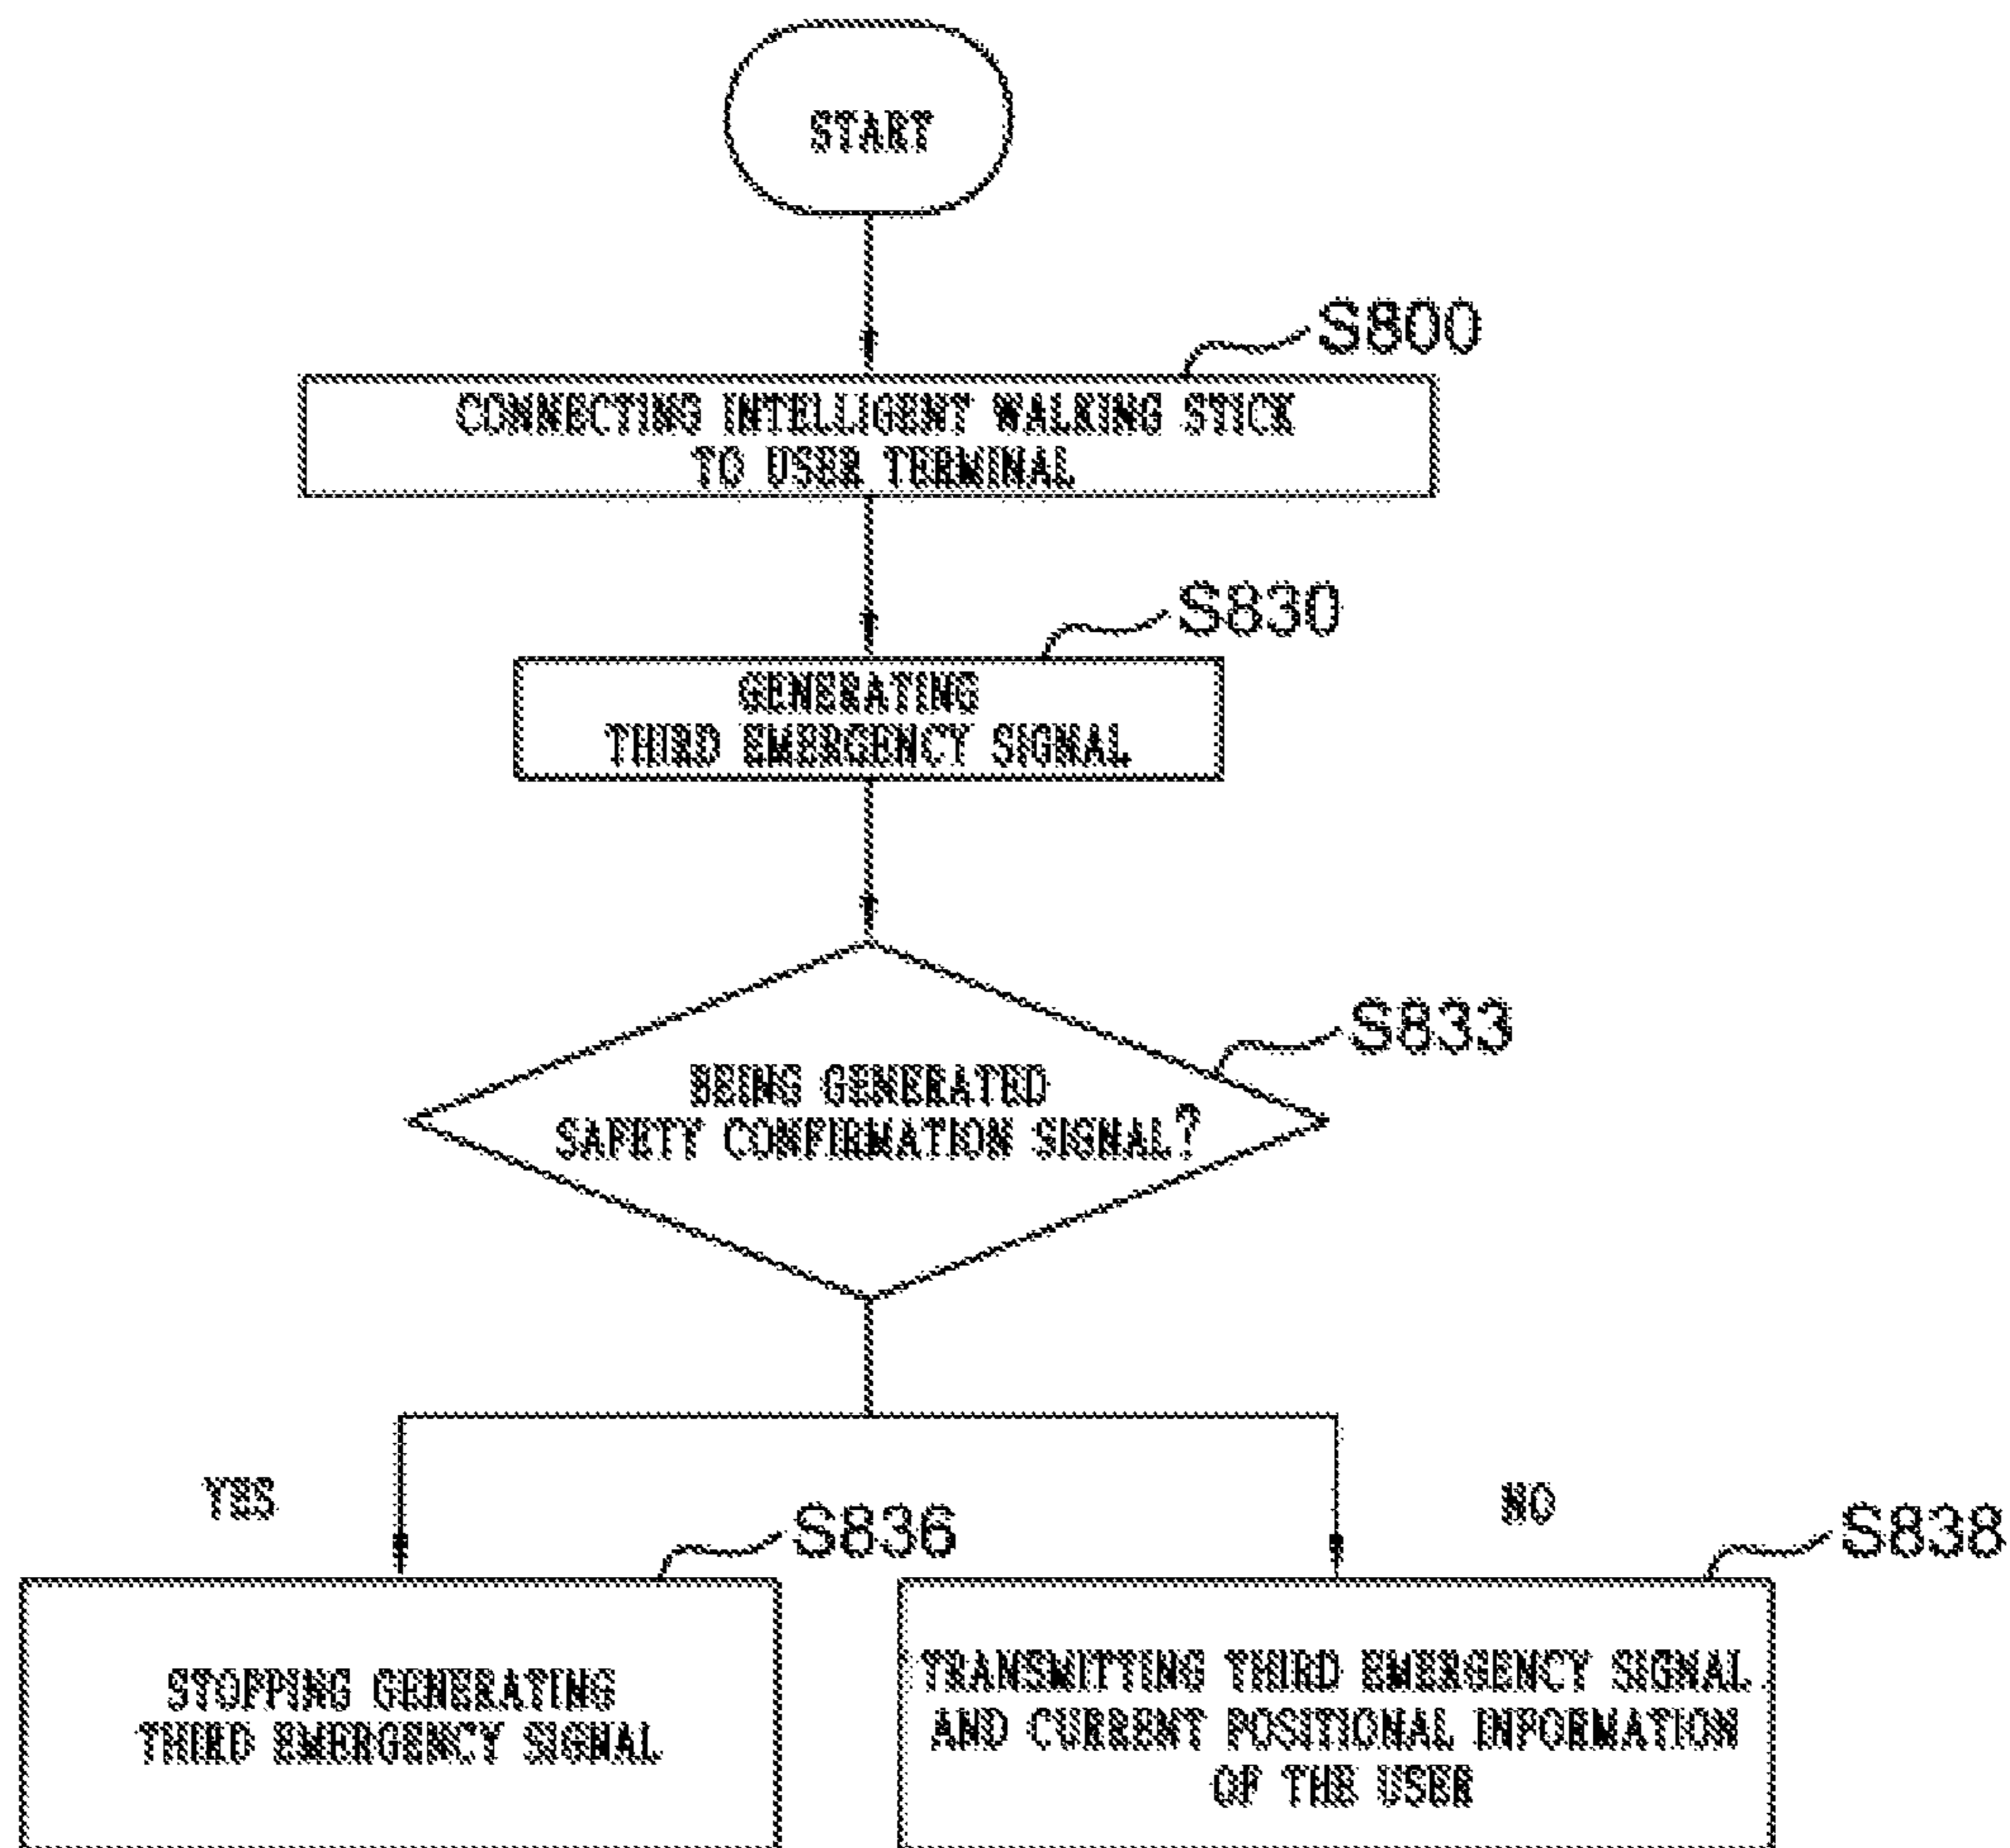 START
S800
CONNECTING INTELLIGENT WALKING STICK
TO USER TERMINAL
S830
GENERATING
THIRD EMERGENCY SIGNAL
S833
BEING GENERATED
SAFETY CONFIRMATION SIGNAL?
YES
NO
S836
S838
STOPPING GENERATING
THIRD EMERGENCY SIGNAL
TRANSMITTING THIRD EMERGENCY SIGNAL
AND CURRENT POSITIONAL INFORMATION
OF THE USER